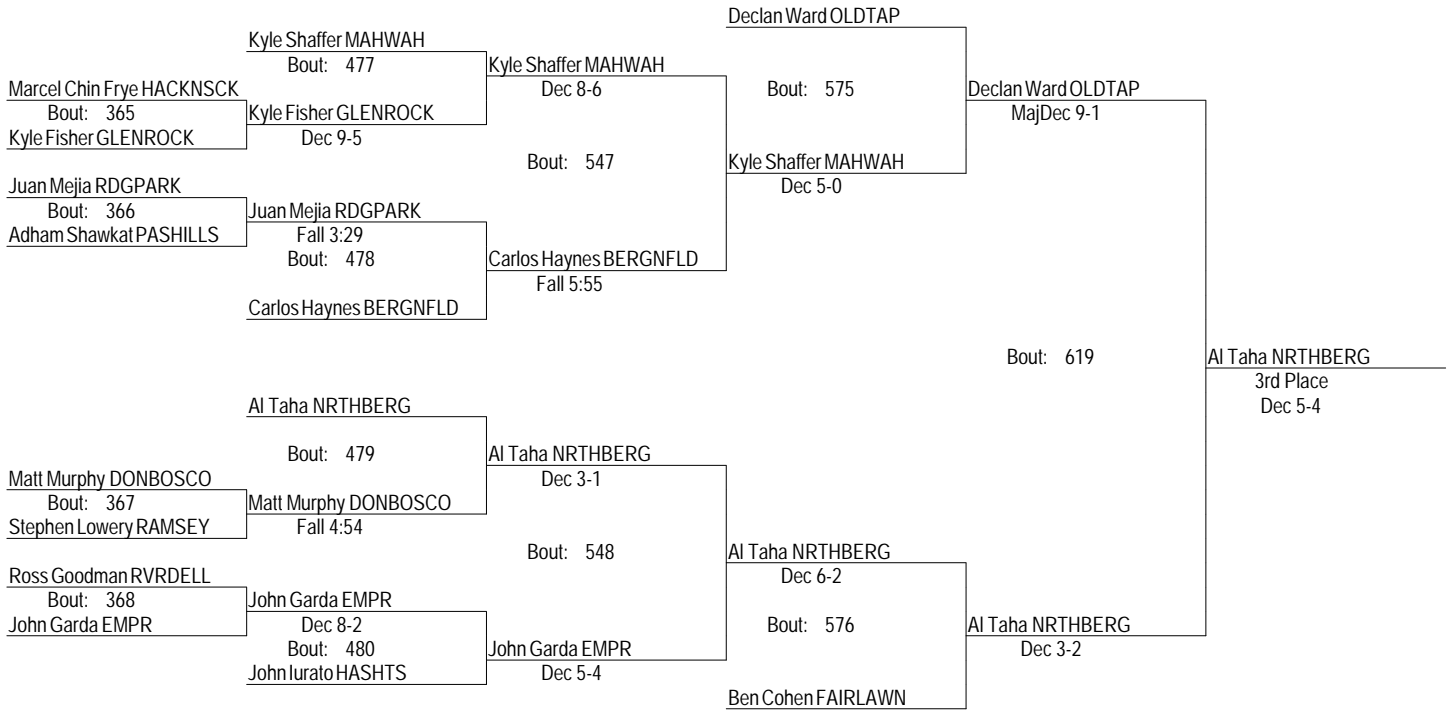 Declan Ward OLDTAP
Kyle Shaffer MAHWAH
Bout: 477
Kyle Shaffer MAHWAH
Marcel Chin Frye HACKNSCK
Dec 8-6
Bout: 575
Declan Ward OLDTAP
Bout: 365
Kyle Fisher GLENROCK
MajDec 9-1
Kyle Fisher GLENROCK
Dec 9-5
Bout: 547
Kyle Shaffer MAHWAH
Juan Mejia RDGPARK
Dec 5-0
Bout: 366
Juan Mejia RDGPARK
Adham Shawkat PASHILLS
Fall 3:29
Bout: 478
Carlos Haynes BERGNFLD
Fall 5:55
Carlos Haynes BERGNFLD
Bout: 619
Al Taha NRTHBERG
3rd Place
Dec 5-4
Al Taha NRTHBERG
Bout: 479
Al Taha NRTHBERG
Matt Murphy DONBOSCO
Dec 3-1
Bout: 367
Matt Murphy DONBOSCO
Stephen Lowery RAMSEY
Fall 4:54
Bout: 548
Al Taha NRTHBERG
Ross Goodman RVRDELL
Dec 6-2
Bout: 368
John Garda EMPR
John Garda EMPR
Dec 8-2
Bout: 576
Al Taha NRTHBERG
Bout: 480
John Garda EMPR
Dec 3-2
John Iurato HASHTS
Dec 5-4
Ben Cohen FAIRLAWN